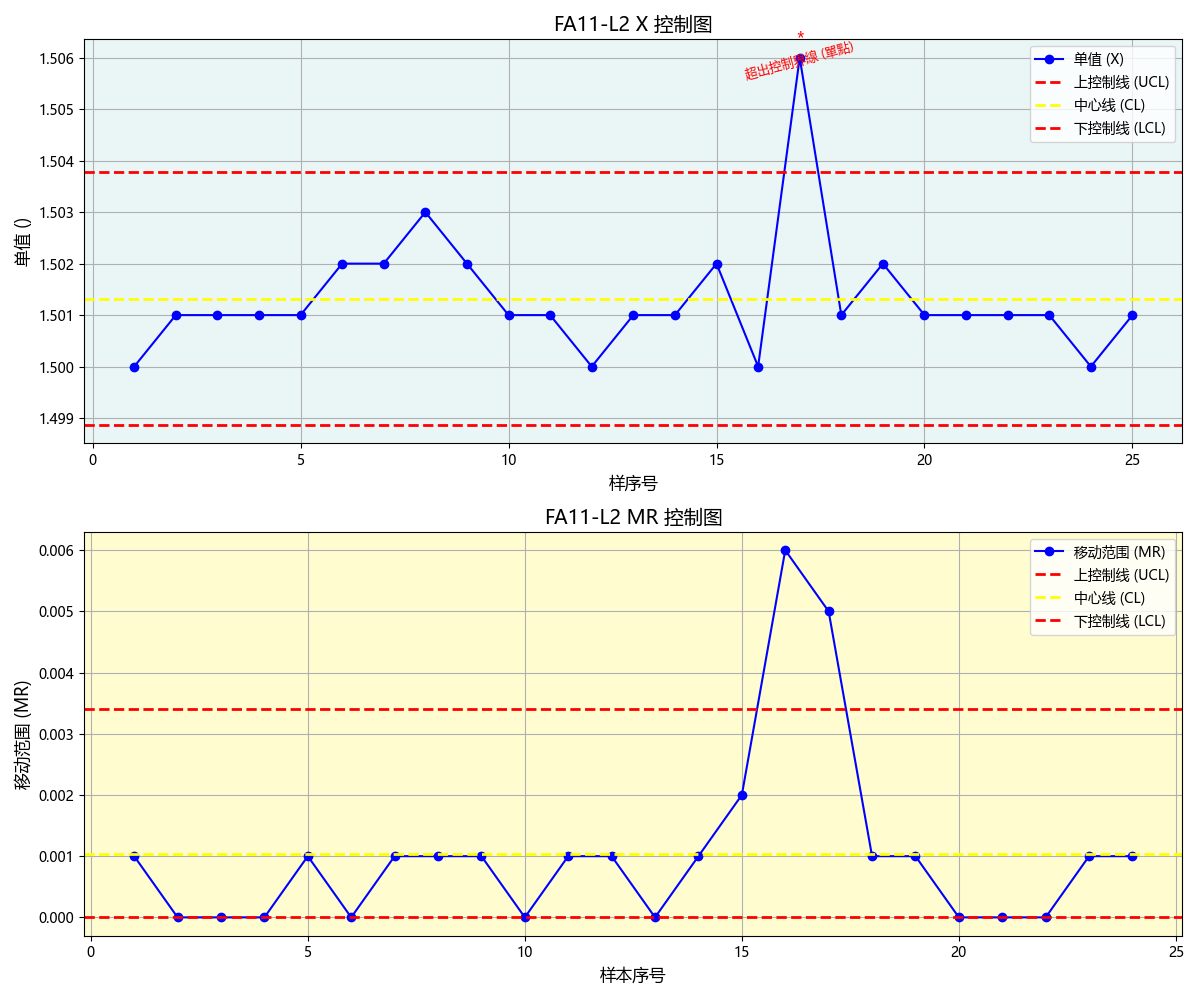 FA11-L2 X 控制图
*
超出控制界線 (單點)
单值 (X)
上控制线 (UCL)
中心线 (CL)
下控制线 (LCL)
单值 ()
1.506
1.505
1.504
1.503
1.502
1.501
1.500
1.499
0 5 10 15 20 25
样序号
FA11-L2 MR 控制图
移动范围 (MR)
上控制线 (UCL)
中心线 (CL)
下控制线 (LCL)
移动范围 (MR)
0.006
0.005
0.004
0.003
0.002
0.001
0.000
0 5 10 15 20 25
样本序号